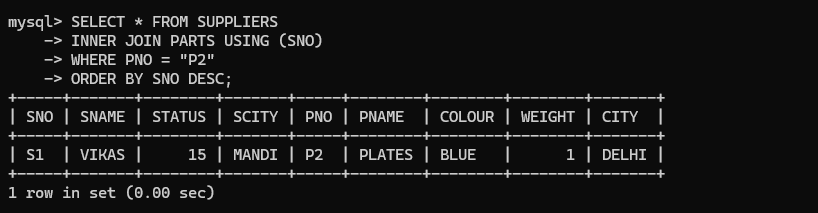 mysql> SELECT * FROM SUPPLIERS
    -> INNER JOIN PARTS USING (SNO)
    -> WHERE PNO = "P2"
    -> ORDER BY SNO DESC;
+-----+-------+--------+-------+-----+--------+--------+--------+-------+
| SNO | SNAME | STATUS | SCITY | PNO | PNAME  | COLOUR | WEIGHT | CITY  |
+-----+-------+--------+-------+-----+--------+--------+--------+-------+
| S1  | VIKAS |     15 | MANDI | P2  | PLATES | BLUE   |      1 | DELHI |
+-----+-------+--------+-------+-----+--------+--------+--------+-------+
1 row in set (0.00 sec)